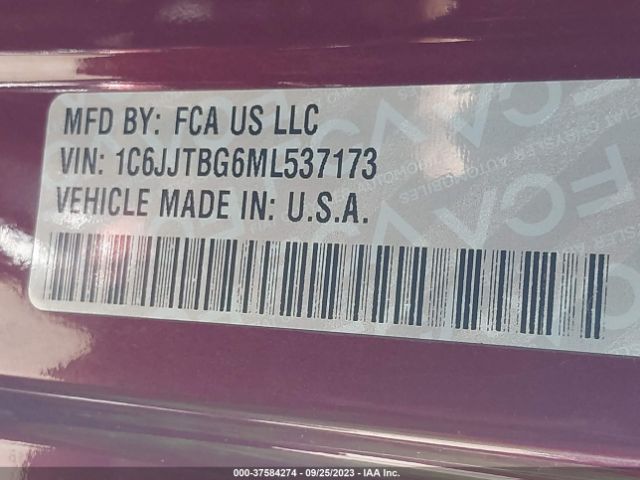 MFD BY: FCA US LLC
VIN: 1C6JJTBG6ML537173
VEHICLE MADE IN: U.S.A.
000-37584274 - 09/25/2023 - IAA Inc.